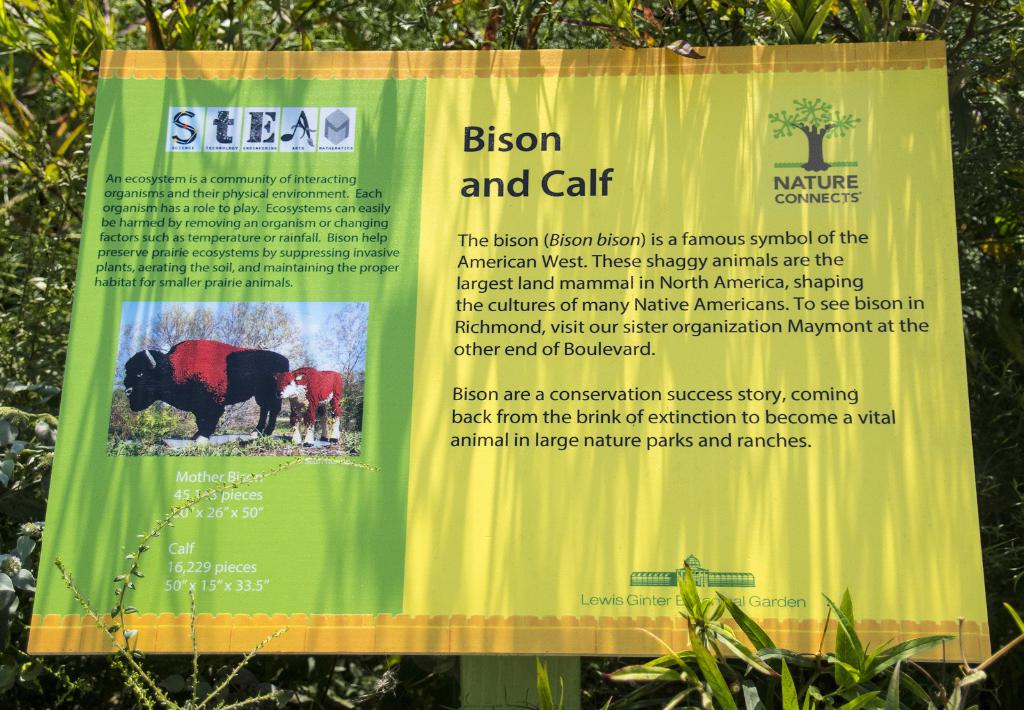 STEAM
SCIENCE TECHNOLOGY ENGINEERING ARTS MATHEMATICS
An ecosystem is a community of interacting
organisms and their physical environment. Each
organism has a role to play. Ecosystems can easily
be harmed by removing an organism or changing
factors such as temperature or rainfall. Bison help
preserve prairie ecosystems by suppressing invasive
plants, aerating the soil, and maintaining the proper
habitat for smaller prairie animals.
Mother Bison
pieces
x 26" x 50"
Calf
16,229 pieces
50" x 15" x 33.5"
Bison
and Calf
NATURE
CONNECTS®
The bison (Bison bison) is a famous symbol of the
American West. These shaggy animals are the
largest land mammal in North America, shaping
the cultures of many Native Americans. To see bison in
Richmond, visit our sister organization Maymont at the
other end of Boulevard.
Bison are a conservation success story, coming
back from the brink of extinction to become a vital
animal in large nature parks and ranches.
Lewis Ginter Garden